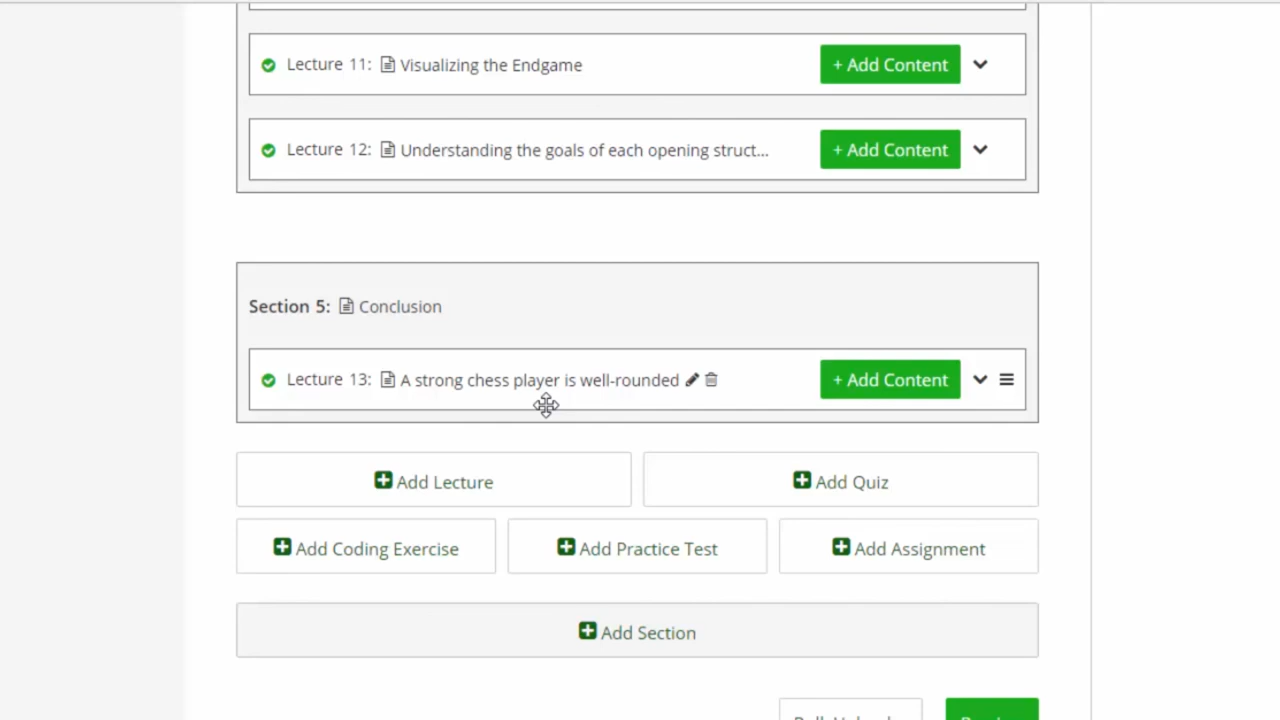 Lecture 11: Visualizing the Endgame + Add Content
Lecture 12: Understanding the goals of each opening struct... + Add Content
Section 5: Conclusion
Lecture 13: A strong chess player is well-rounded + Add Content
Add Lecture Add Quiz
Add Coding Exercise Add Practice Test Add Assignment
Add Section